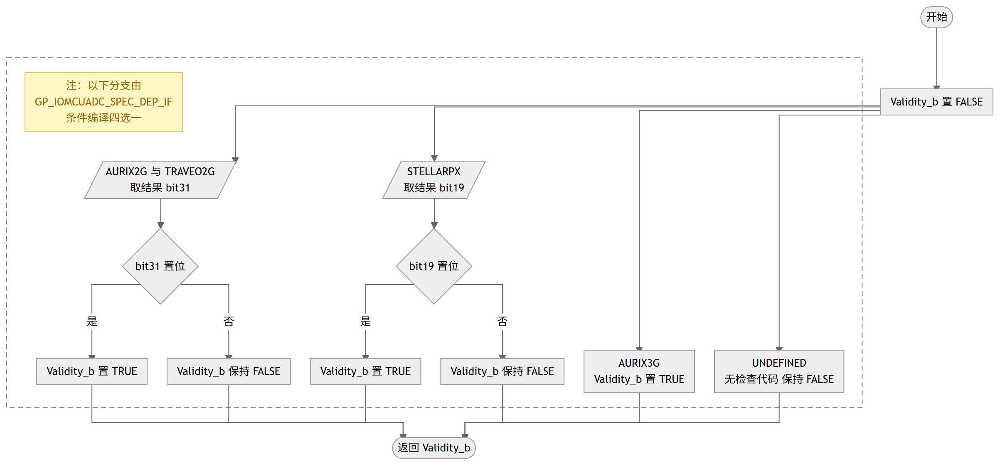 开始
注：以下分支由
GP_IOMCUADC_SPEC_DEP_IF
条件编译四选一
Validity_b 置 FALSE
AURIX2G 与 TRAVEO2G
取结果 bit31
STELLARPX
取结果 bit19
bit31 置位
bit19 置位
是
否
是
否
Validity_b 置 TRUE
Validity_b 保持 FALSE
Validity_b 置 TRUE
Validity_b 保持 FALSE
AURIX3G
Validity_b 置 TRUE
UNDEFINED
无检查代码 保持 FALSE
返回 Validity_b